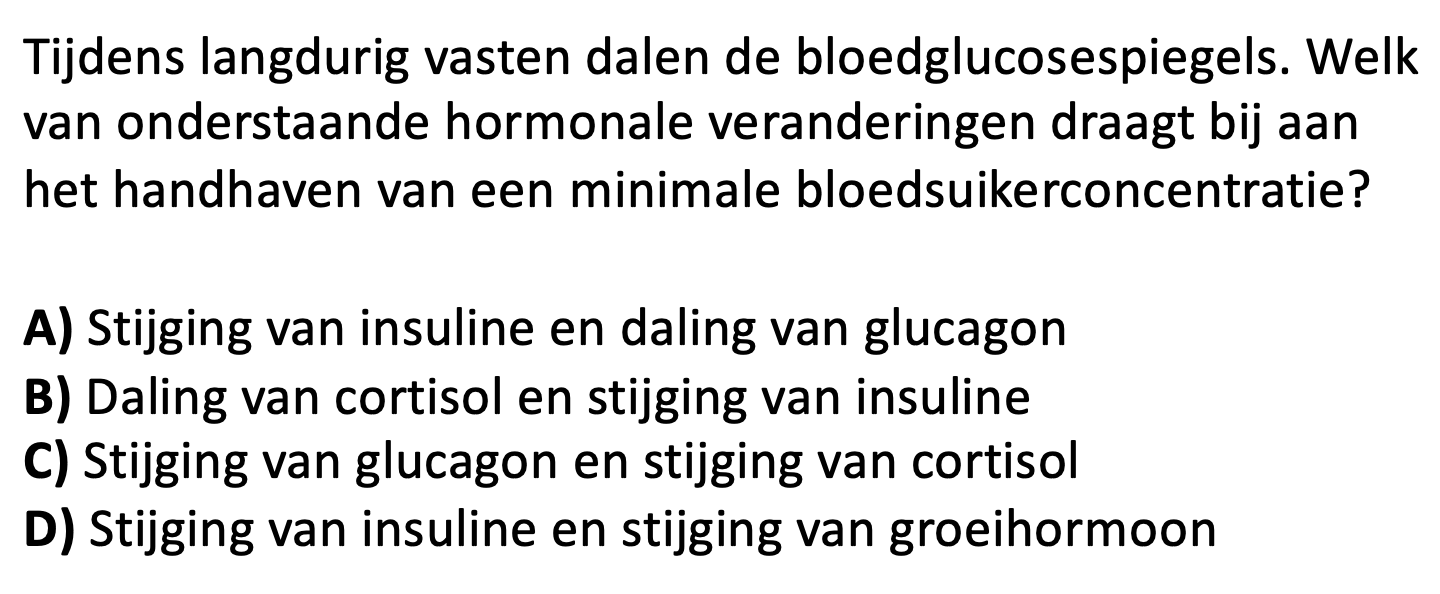 Tijdens langdurig vasten dalen de bloedglucosespiegels. Welk
van onderstaande hormonale veranderingen draagt bij aan
het handhaven van een minimale bloedsuikerconcentratie?
A) Stijging van insuline en daling van glucagon
B) Daling van cortisol en stijging van insuline
C) Stijging van glucagon en stijging van cortisol
D) Stijging van insuline en stijging van groeihormoon